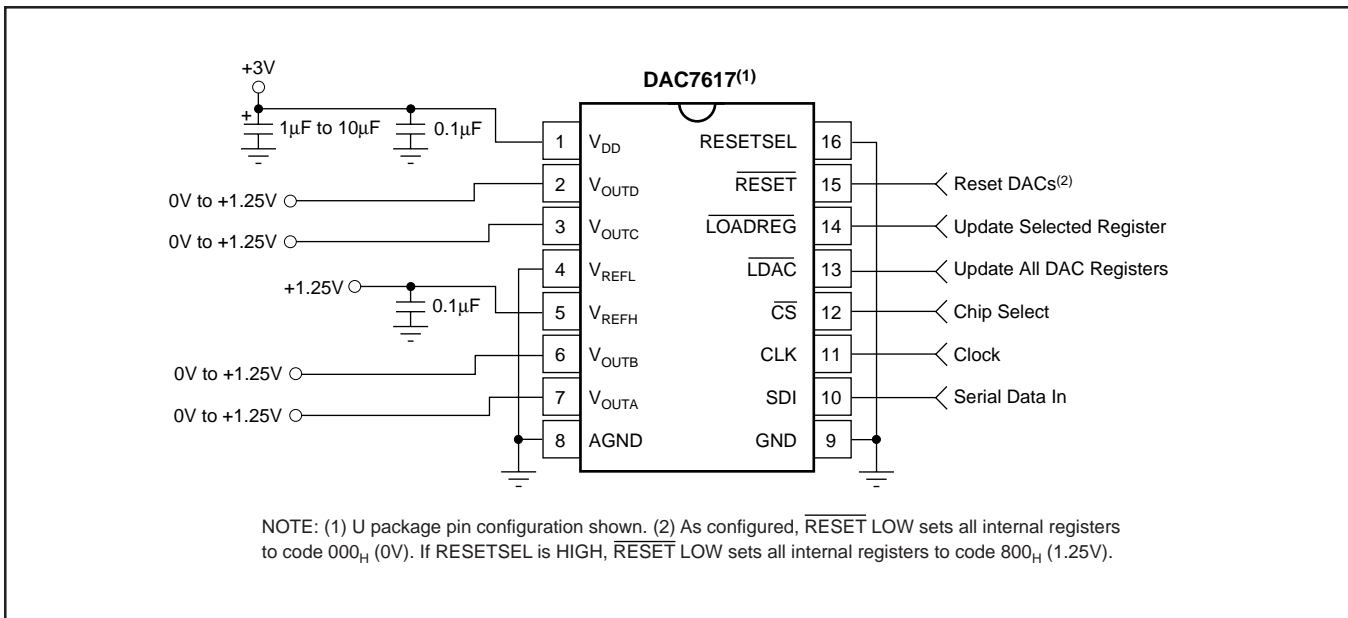 +3V
DAC7617(1)
+
1µF to 10µF
0.1µF
1 VDD RESETSEL 16
0V to +1.25V 2 VOUTD RESET 15 Reset DACs(2)
0V to +1.25V 3 VOUTC LOADREG 14 Update Selected Register
4 VREFL LDAC 13 Update All DAC Registers
+1.25V 0.1µF 5 VREFH CS 12 Chip Select
0V to +1.25V 6 VOUTB CLK 11 Clock
0V to +1.25V 7 VOUTA SDI 10 Serial Data In
8 AGND GND 9
NOTE: (1) U package pin configuration shown. (2) As configured, RESET LOW sets all internal registers
to code 000H (0V). If RESETSEL is HIGH, RESET LOW sets all internal registers to code 800H (1.25V).